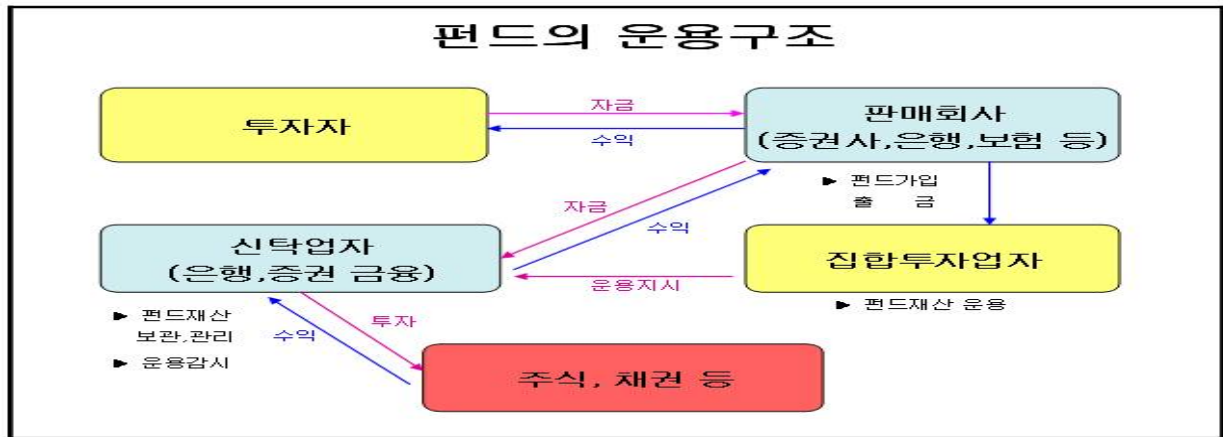 펀드의 운용구조
투자자
자금
수익
판매회사
(증권사,은행,보험 등)
► 펀드가입
출 금
자금
수익
신탁업자
(은행,증권 금융)
집합투자업자
운용지시
► 펀드재산 운용
► 펀드재산
보관,관리
► 운용감시
수익
투자
주식, 채권 등